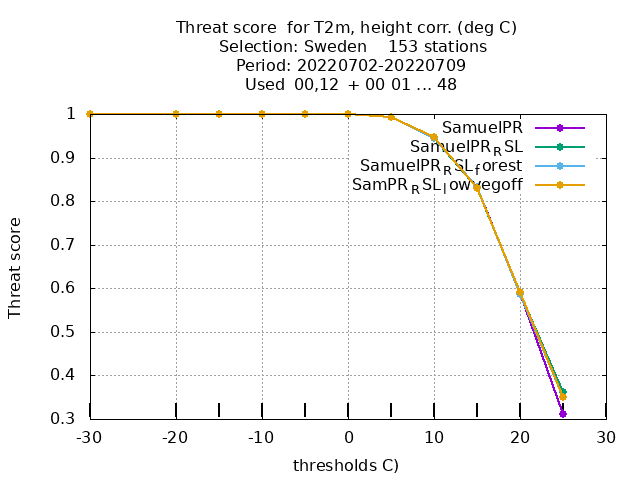 Threat score  for T2m, height corr. (deg C)
Selection: Sweden    153 stations
Period: 20220702-20220709
Used  00,12  + 00 01 ... 48
SamuelPR
SamuelPR_RSL
SamuelPR_RSL_forest
SamPR_RSL_lowvegoff
1
0.9
0.8
0.7
0.6
0.5
0.4
0.3
Threat score
-30
-20
-10
0
10
20
30
thresholds C)